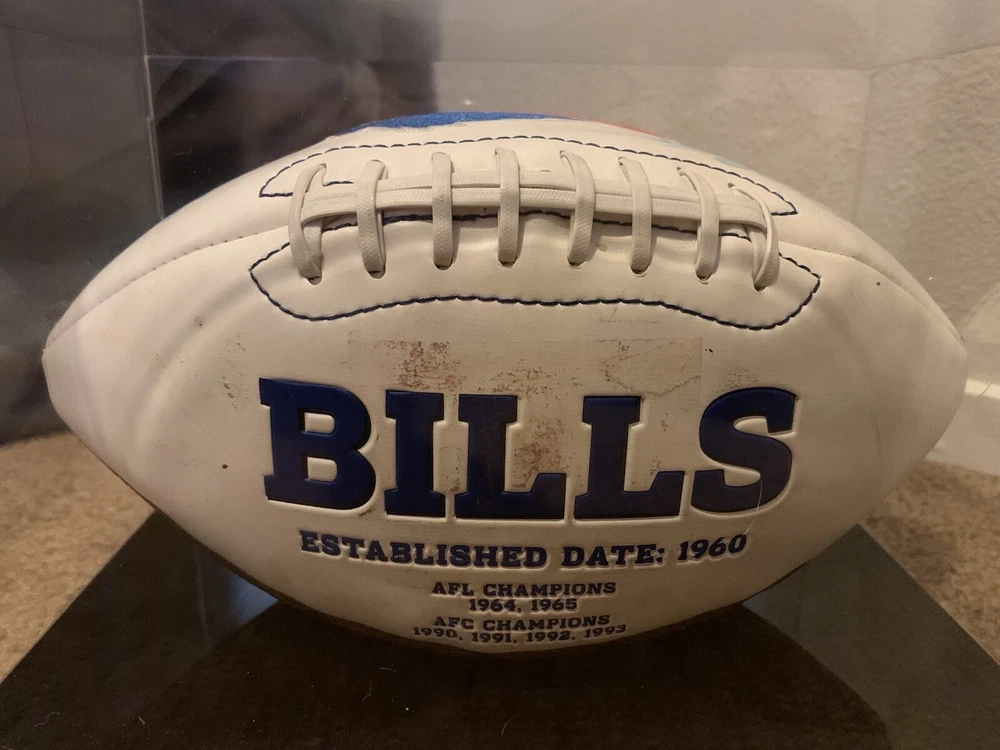 BILLS
ESTABLISHED DATE: 1960
AFL CHAMPIONS
1964, 1965
AFC CHAMPIONS
1990, 1991, 1992, 1993